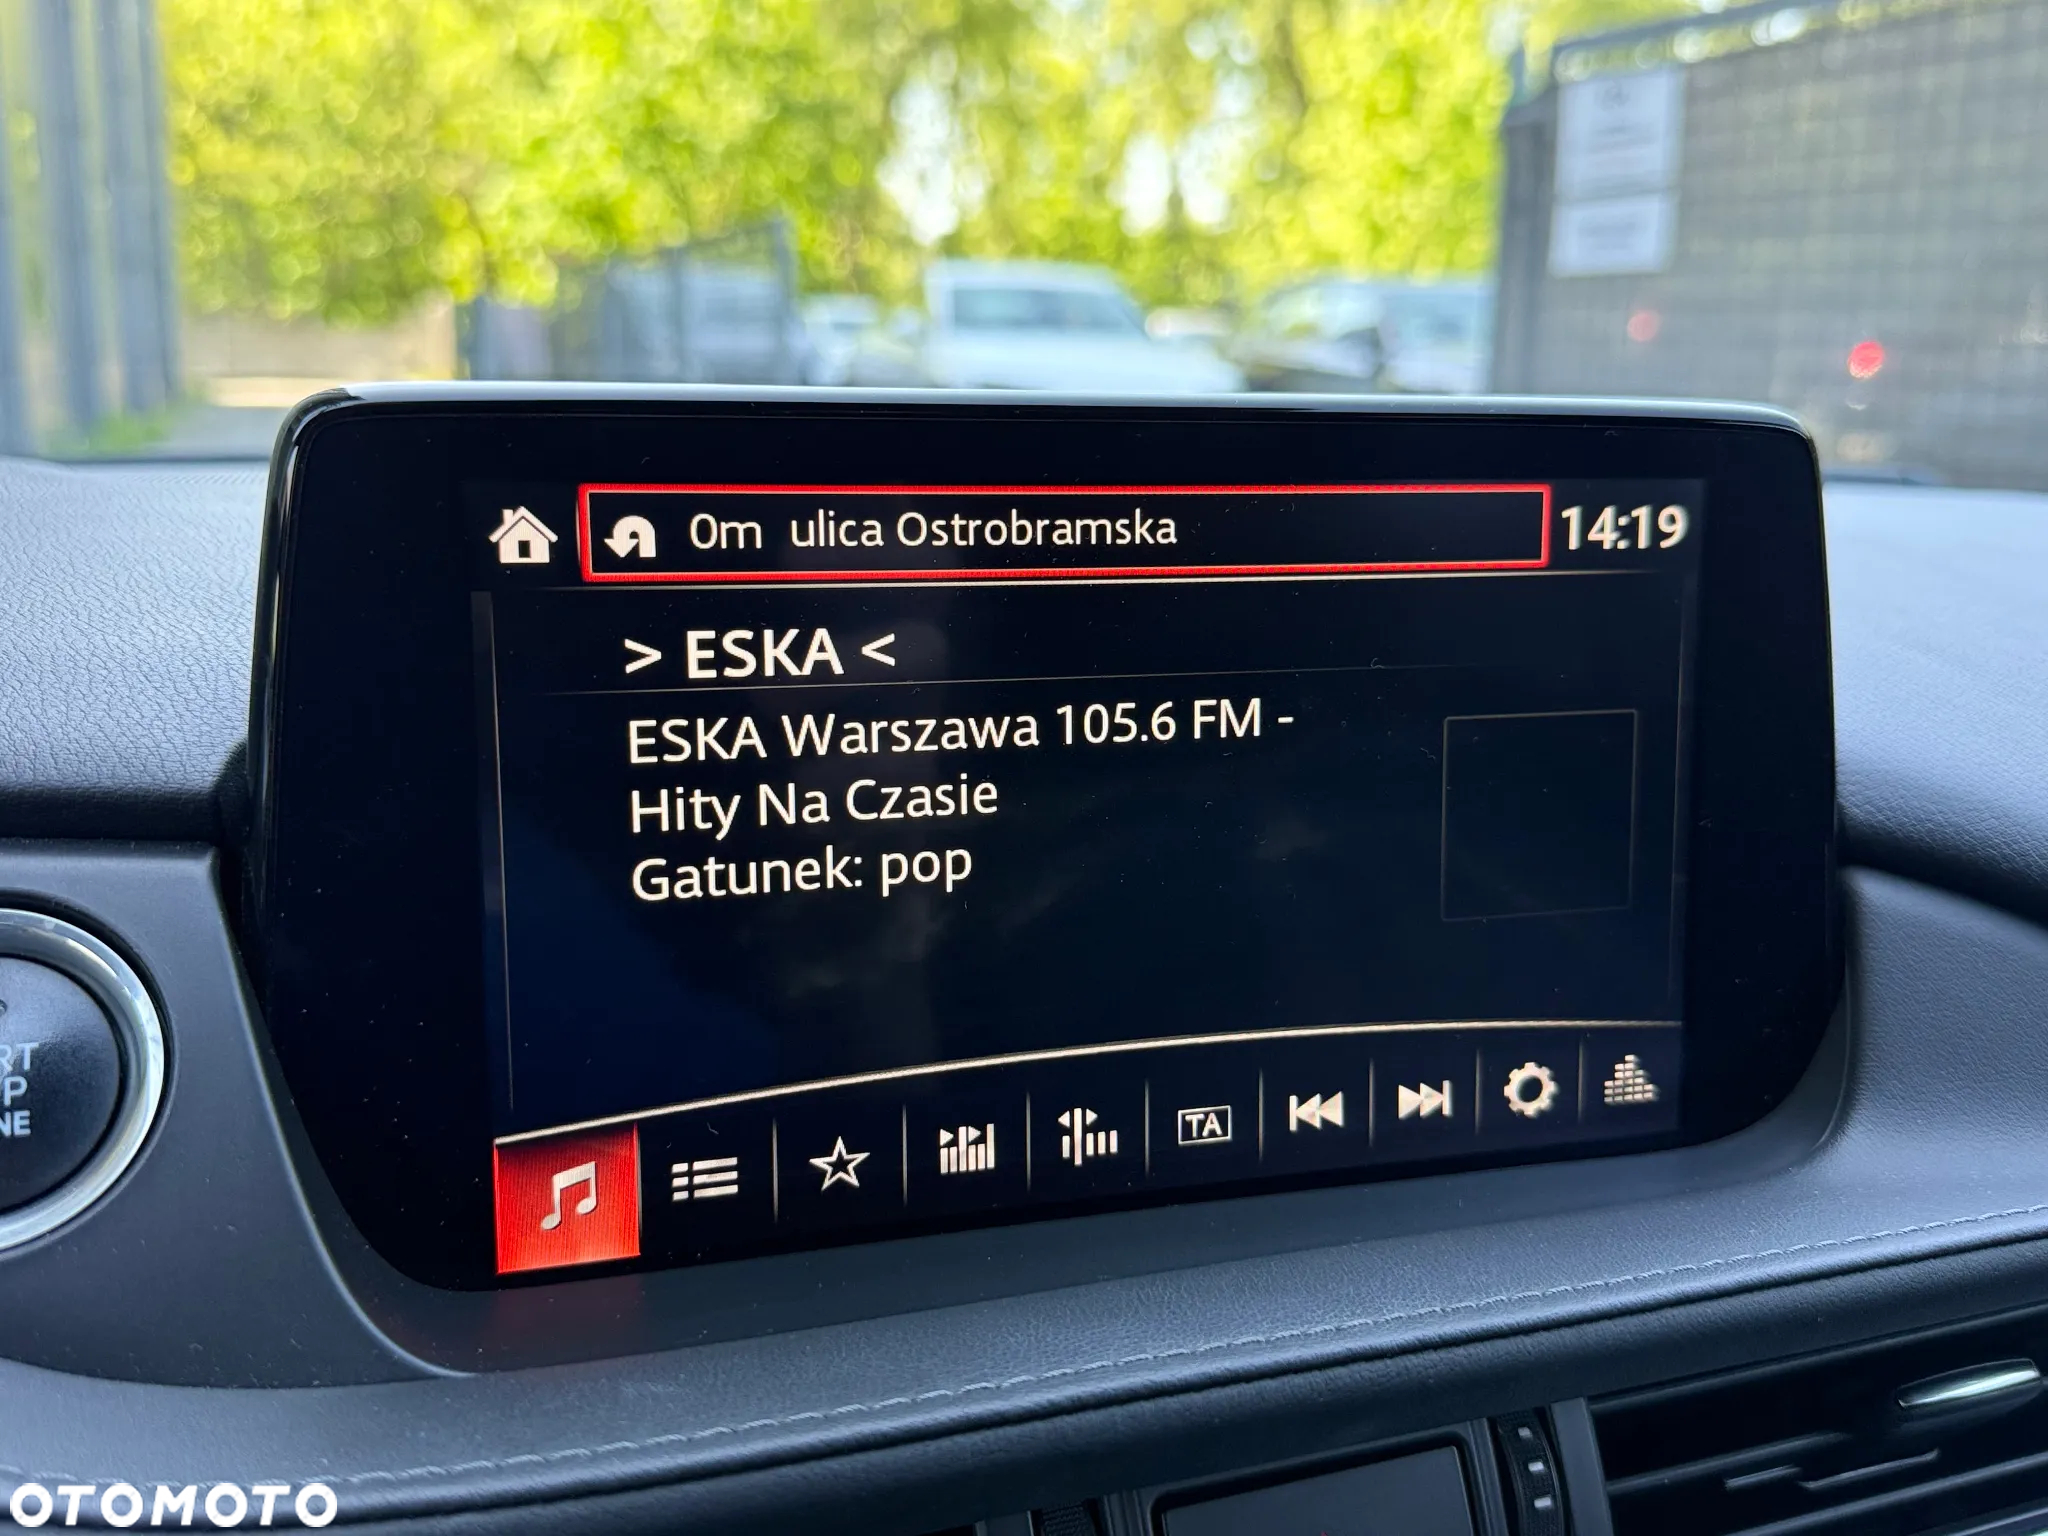 0m ulica Ostrobramska 14:19
> ESKA <
ESKA Warszawa 105.6 FM -
Hity Na Czasie
Gatunek: pop
TA
OTOMOTO